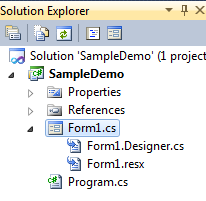 Solution Explorer
Solution 'SampleDemo' (1 project
SampleDemo
Properties
References
Form1.cs
Form1.Designer.cs
Form1.resx
Program.cs